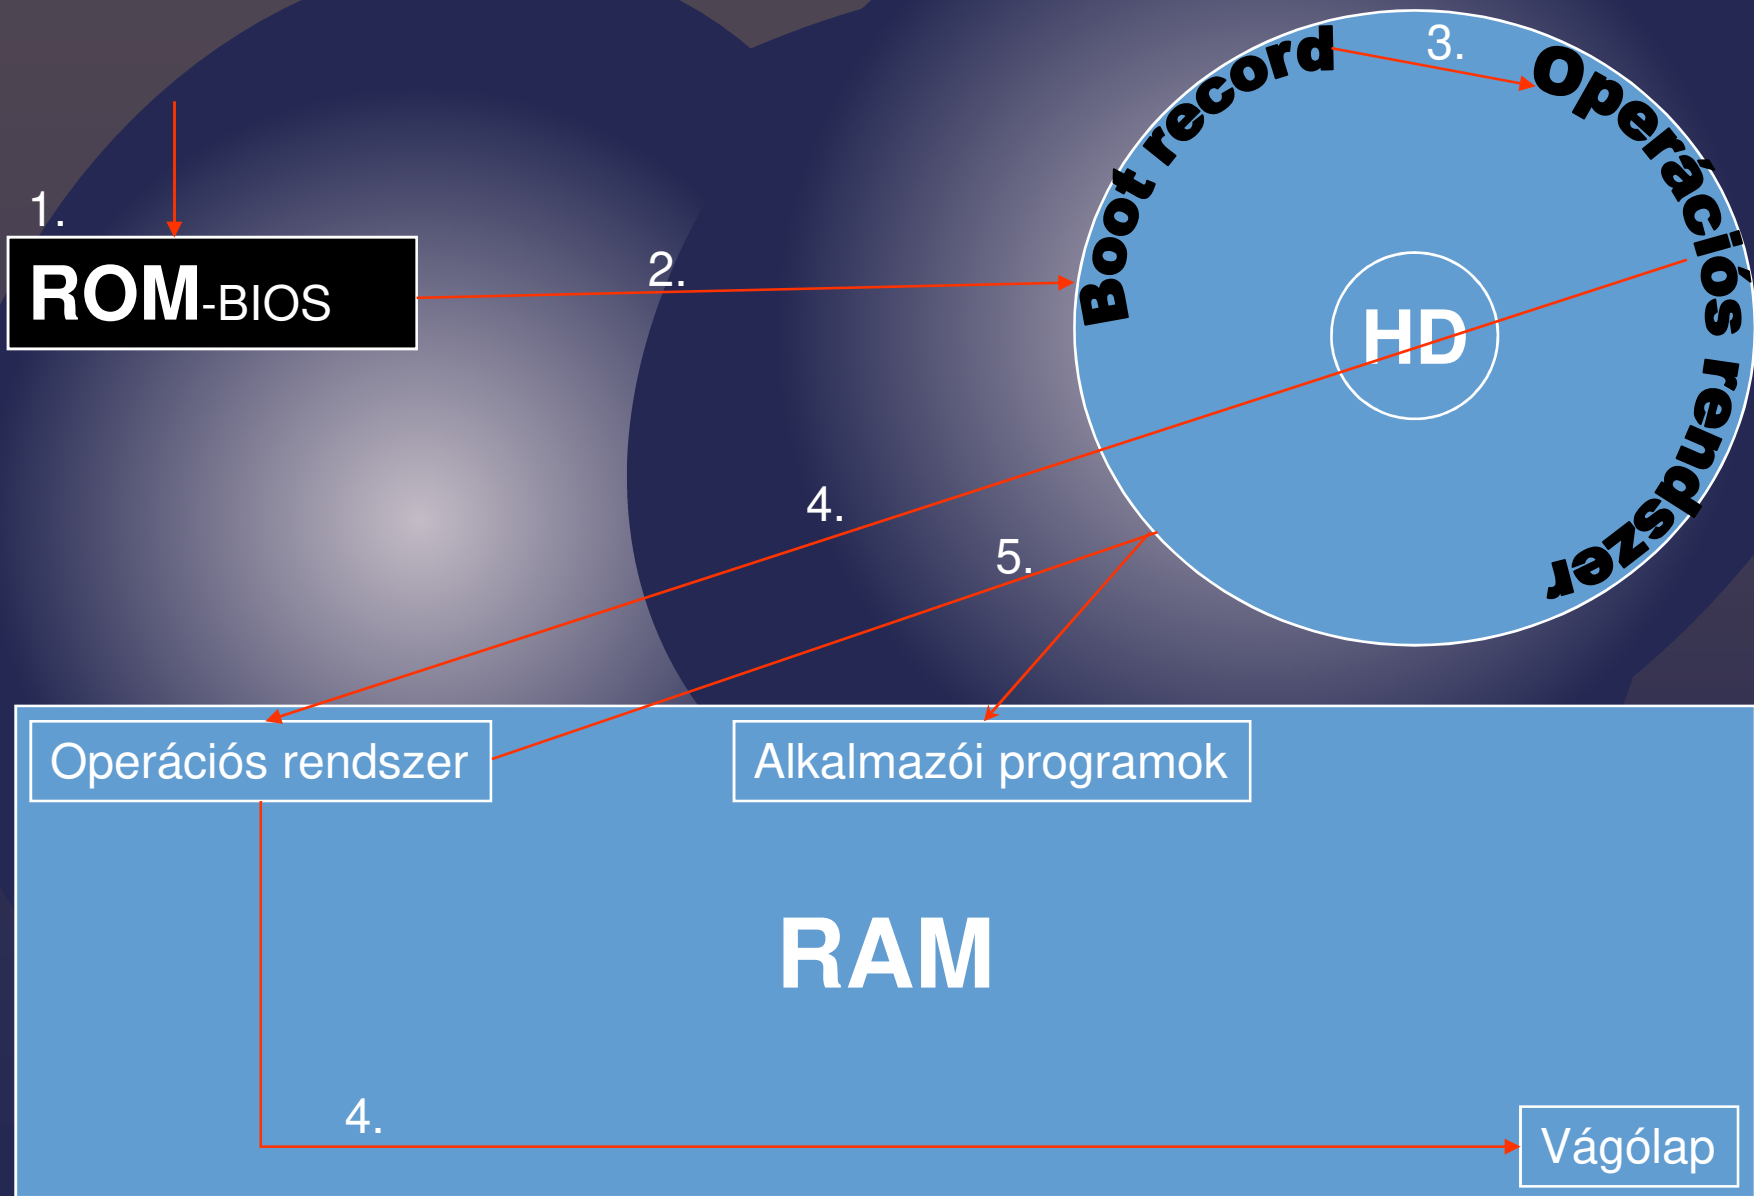 1.
ROM-BIOS
2.
Boot record
3.
Operációs rendszer
HD
4.
5.
Operációs rendszer
Alkalmazói programok
RAM
4.
Vágólap